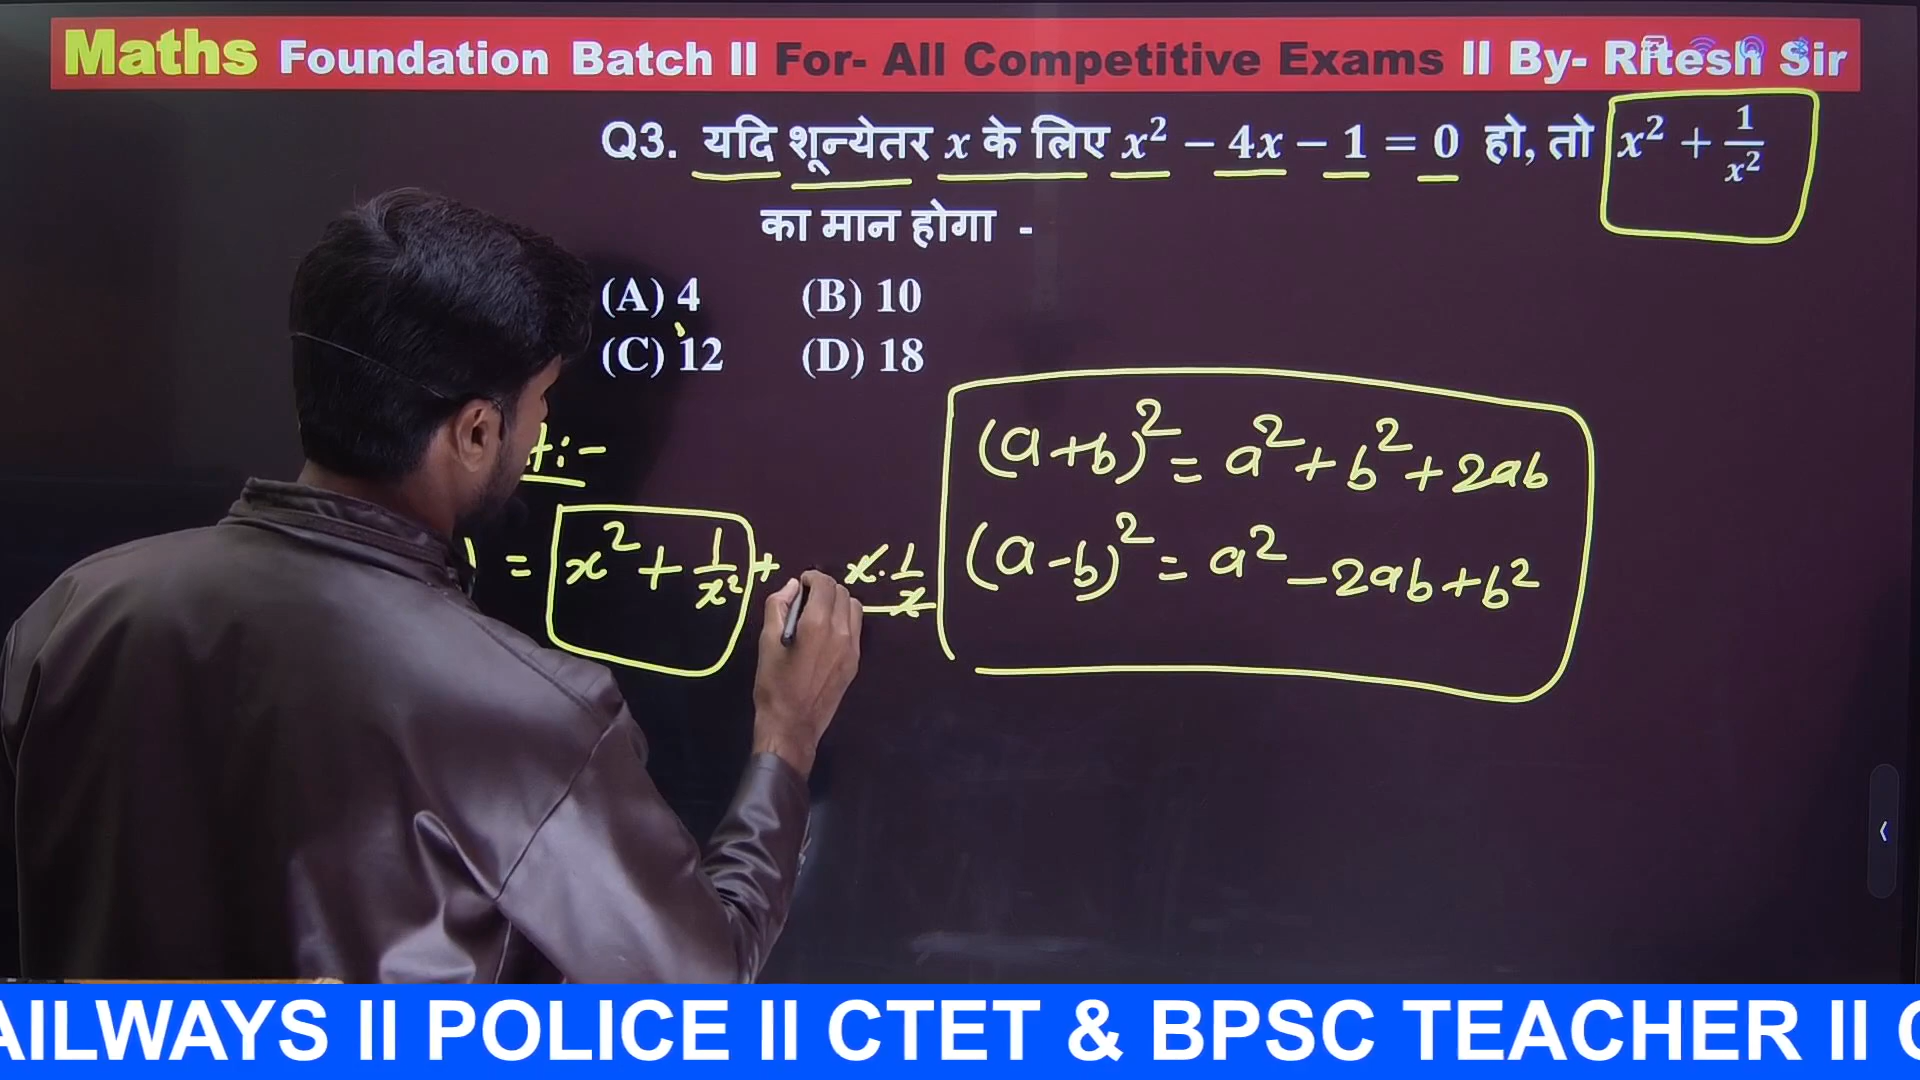 Maths Foundation Batch II For- All Competitive Exams II By- Ritesh Sir
Q3. यदि शून्येतर x के लिए x² − 4x − 1 = 0 हो, तो x² + 1/x²
का मान होगा -
(A) 4 (B) 10
(C) 12 (D) 18
(a+b)² = a² + b² + 2ab
(a-b)² = a² - 2ab + b²
= x² + 1/x² + x·1/x
AILWAYS II POLICE II CTET & BPSC TEACHER II